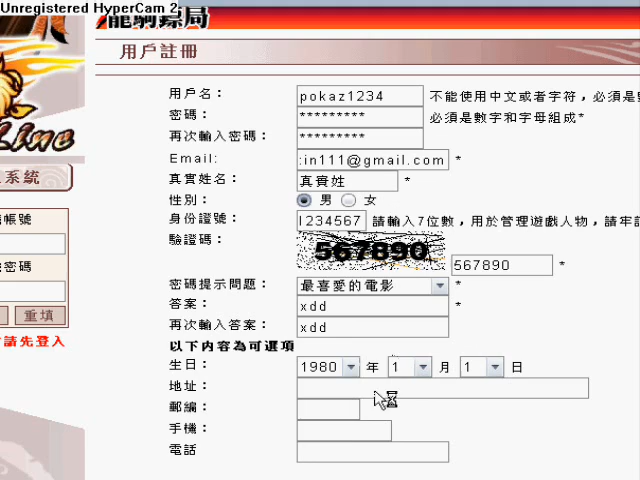 Unregistered HyperCam 2
龍駒鏢局
用戶註冊
Line
系統
帳號
密碼
重填
請先登入
用戶名： pokaz1234 不能使用中文或者字符，必須是
密碼： ********* 必須是數字和字母組成*
再次輸入密碼： *********
Email: :in111@gmail.com *
真實姓名： 真實姓 *
性別： 男 女
身份證號： 1234567 請輸入7位數，用於管理遊戲人物，請牢
驗證碼： 567890 567890 *
密碼提示問題： 最喜愛的電影 *
答案： xdd *
再次輸入答案： xdd
以下內容為可選項
生日： 1980 年 1 月 1 日
地址：
郵編：
手機：
電話